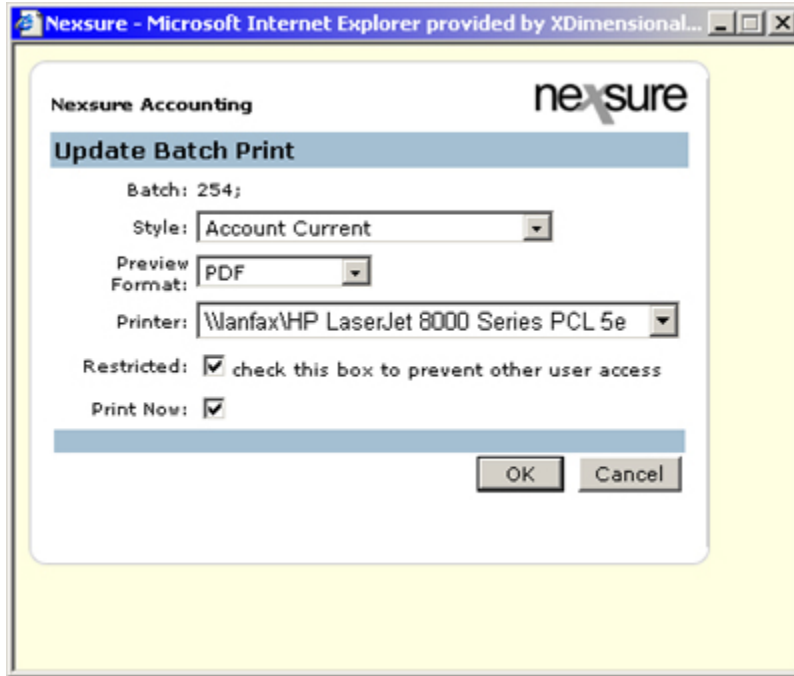 Nexsure - Microsoft Internet Explorer provided by XDimensional...
Nexsure Accounting
nexsure
Update Batch Print
Batch: 254;
Style: Account Current
Preview Format: PDF
Printer: \\lanfax\HP LaserJet 8000 Series PCL 5e
Restricted: check this box to prevent other user access
Print Now:
OK Cancel